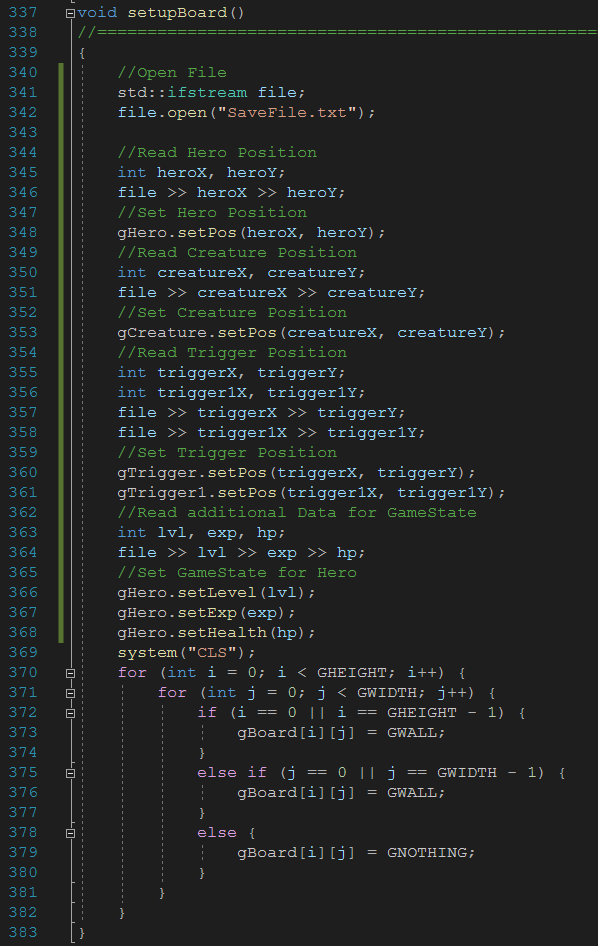 337 void setupBoard()
338 //==================================================
339 {
340 //Open File
341 std::ifstream file;
342 file.open("SaveFile.txt");
343
344 //Read Hero Position
345 int heroX, heroY;
346 file >> heroX >> heroY;
347 //Set Hero Position
348 gHero.setPos(heroX, heroY);
349 //Read Creature Position
350 int creatureX, creatureY;
351 file >> creatureX >> creatureY;
352 //Set Creature Position
353 gCreature.setPos(creatureX, creatureY);
354 //Read Trigger Position
355 int triggerX, triggerY;
356 int trigger1X, trigger1Y;
357 file >> triggerX >> triggerY;
358 file >> trigger1X >> trigger1Y;
359 //Set Trigger Position
360 gTrigger.setPos(triggerX, triggerY);
361 gTrigger1.setPos(trigger1X, trigger1Y);
362 //Read additional Data for GameState
363 int lvl, exp, hp;
364 file >> lvl >> exp >> hp;
365 //Set GameState for Hero
366 gHero.setLevel(lvl);
367 gHero.setExp(exp);
368 gHero.setHealth(hp);
369 system("CLS");
370 for (int i = 0; i < GHEIGHT; i++) {
371 for (int j = 0; j < GWIDTH; j++) {
372 if (i == 0 || i == GHEIGHT - 1) {
373 gBoard[i][j] = GWALL;
374 }
375 else if (j == 0 || j == GWIDTH - 1) {
376 gBoard[i][j] = GWALL;
377 }
378 else {
379 gBoard[i][j] = GNOTHING;
380 }
381 }
382 }
383 }